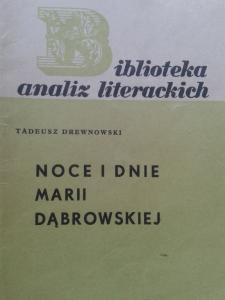 Biblioteka
analiz literackich
TADEUSZ DREWNOWSKI
NOCE I DNIE
MARII
DĄBROWSKIEJ